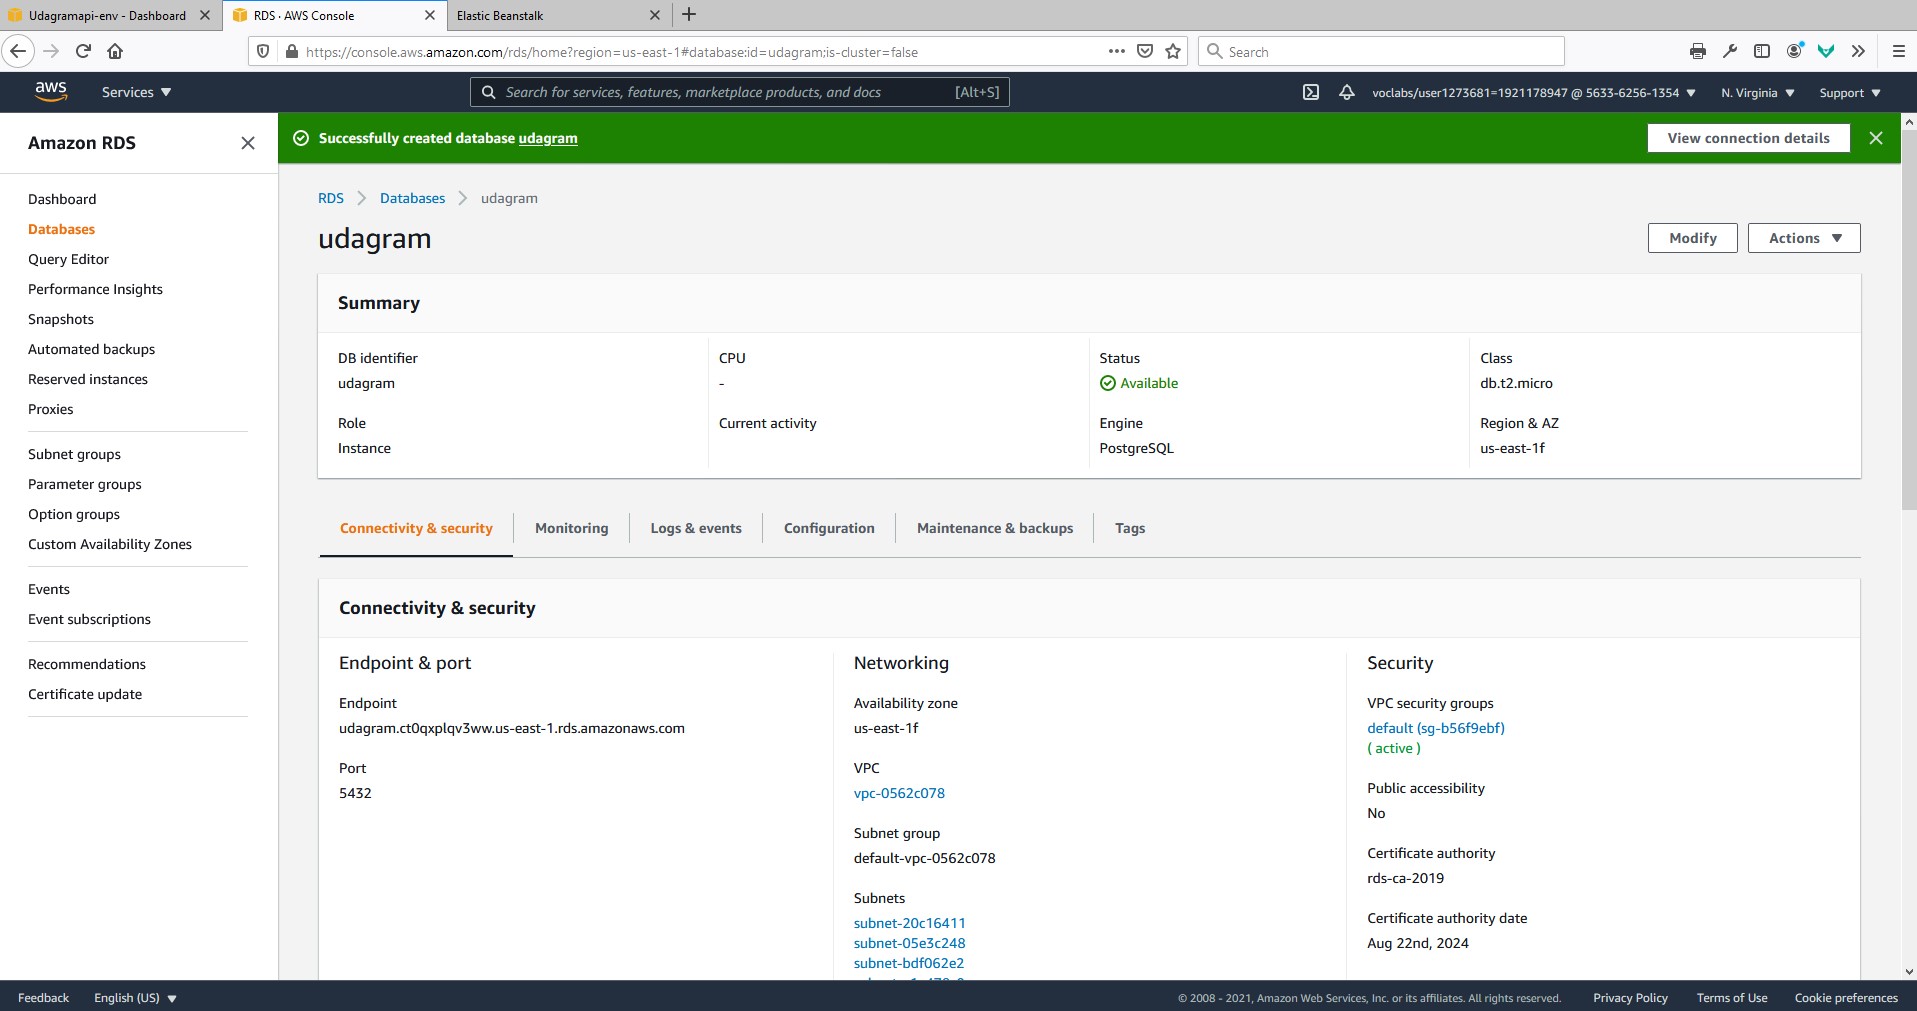 Udagramapi-env - Dashboard
RDS · AWS Console
Elastic Beanstalk
https://console.aws.amazon.com/rds/home?region=us-east-1#database:id=udagram;is-cluster=false
Search
aws
Services
Search for services, features, marketplace products, and docs
[Alt+S]
voclabs/user1273681=1921178947 @ 5633-6256-1354
N. Virginia
Support
Amazon RDS
Dashboard
Databases
Query Editor
Performance Insights
Snapshots
Automated backups
Reserved instances
Proxies
Subnet groups
Parameter groups
Option groups
Custom Availability Zones
Events
Event subscriptions
Recommendations
Certificate update
Successfully created database udagram
View connection details
RDS
Databases
udagram
udagram
Modify
Actions
Summary
DB identifier
udagram
CPU
-
Status
Available
Class
db.t2.micro
Role
Instance
Current activity
Engine
PostgreSQL
Region & AZ
us-east-1f
Connectivity & security
Monitoring
Logs & events
Configuration
Maintenance & backups
Tags
Connectivity & security
Endpoint & port
Endpoint
udagram.ct0qxplqv3ww.us-east-1.rds.amazonaws.com
Port
5432
Networking
Availability zone
us-east-1f
VPC
vpc-0562c078
Subnet group
default-vpc-0562c078
Subnets
subnet-20c16411
subnet-05e3c248
subnet-bdf062e2
Security
VPC security groups
default (sg-b56f9ebf)
( active )
Public accessibility
No
Certificate authority
rds-ca-2019
Certificate authority date
Aug 22nd, 2024
Feedback
English (US)
© 2008 - 2021, Amazon Web Services, Inc. or its affiliates. All rights reserved.
Privacy Policy
Terms of Use
Cookie preferences